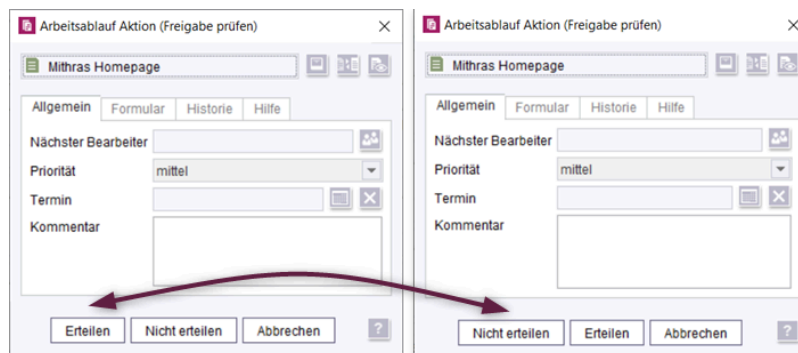 Arbeitsablauf Aktion (Freigabe prüfen)
Mithras Homepage
Allgemein Formular Historie Hilfe
Nächster Bearbeiter
Priorität mittel
Termin
Kommentar
Erteilen Nicht erteilen Abbrechen ?
Arbeitsablauf Aktion (Freigabe prüfen)
Mithras Homepage
Allgemein Formular Historie Hilfe
Nächster Bearbeiter
Priorität mittel
Termin
Kommentar
Nicht erteilen Erteilen Abbrechen ?